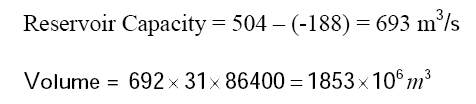 Reservoir Capacity = 504 – (-188) = 693 m³/s
Volume = 692 × 31 × 86400 = 1853 × 10⁶ m³